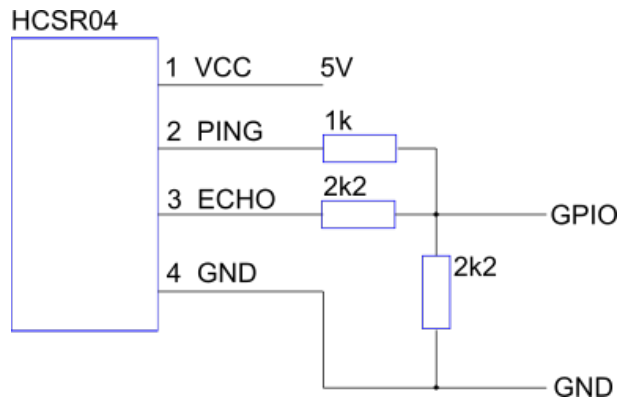 HCSR04
1 VCC 5V
1k
2 PING
2k2
3 ECHO
GPIO
2k2
4 GND
GND